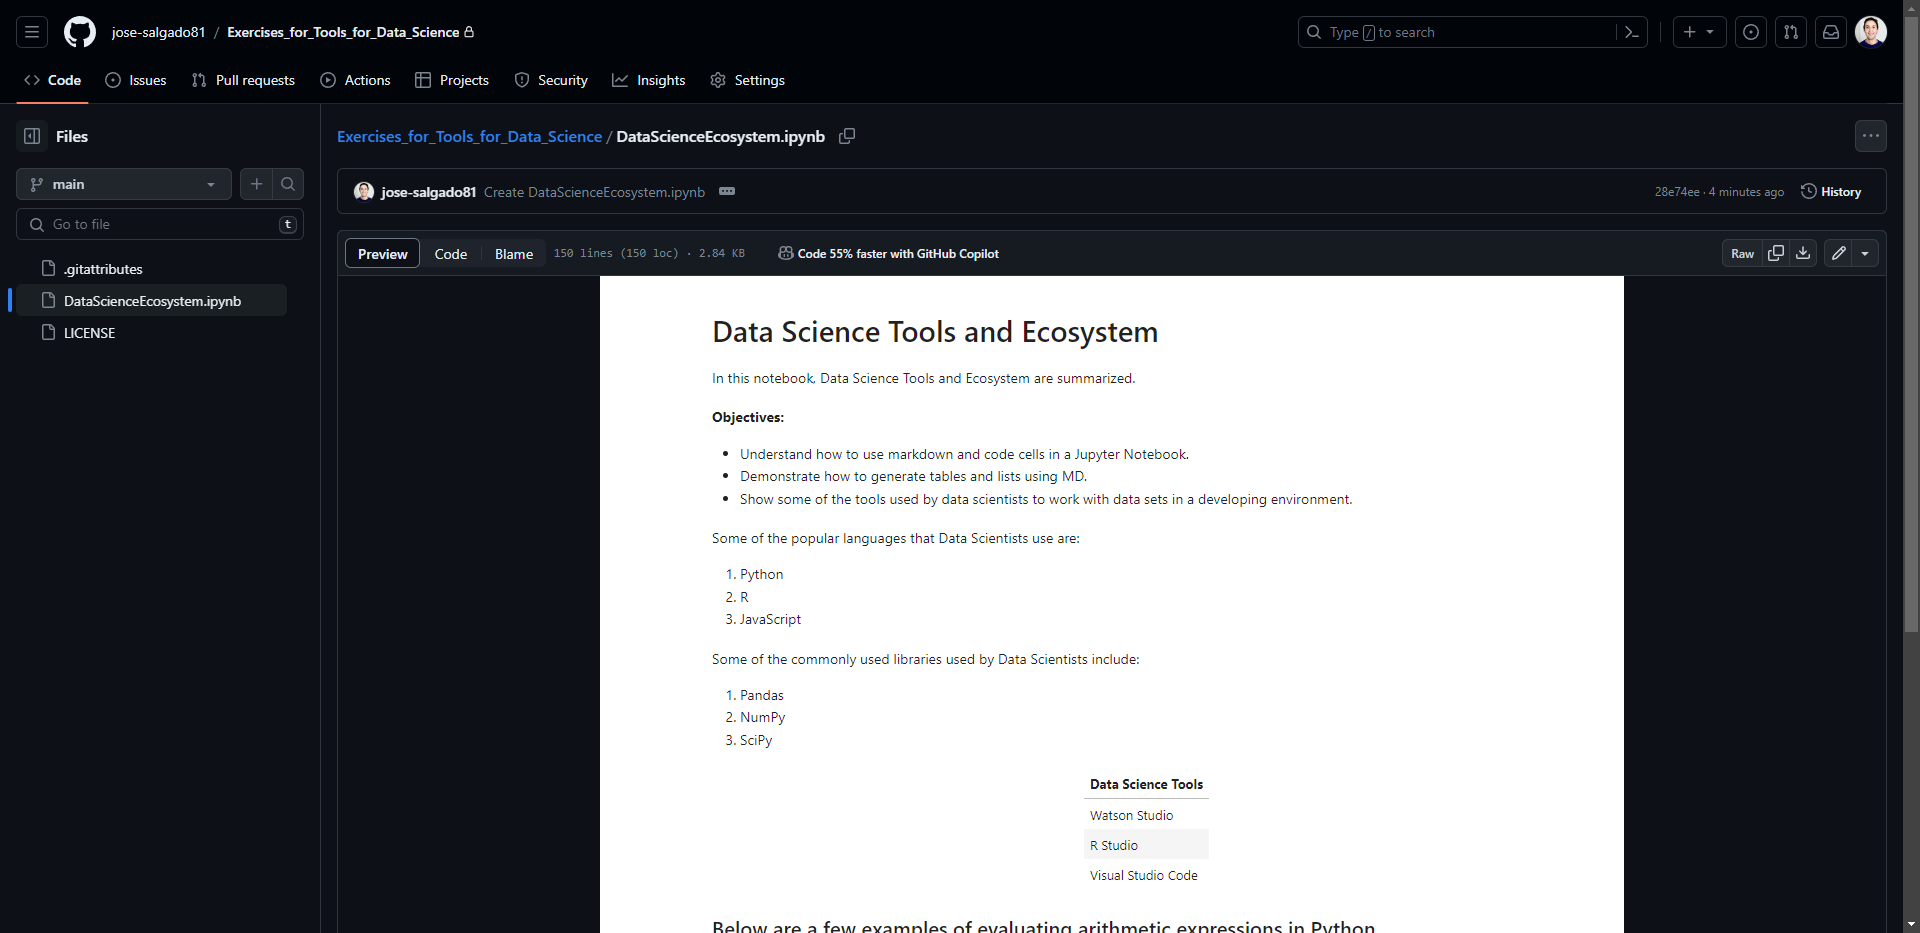 jose-salgado81 / Exercises_for_Tools_for_Data_Science
Type / to search
Code Issues Pull requests Actions Projects Security Insights Settings
Files
main
Go to file t
.gitattributes
DataScienceEcosystem.ipynb
LICENSE
Exercises_for_Tools_for_Data_Science / DataScienceEcosystem.ipynb
jose-salgado81 Create DataScienceEcosystem.ipynb
28e74ee · 4 minutes ago History
Preview Code Blame 150 lines (150 loc) · 2.84 KB Code 55% faster with GitHub Copilot
Raw
Data Science Tools and Ecosystem
In this notebook, Data Science Tools and Ecosystem are summarized.
Objectives:
• Understand how to use markdown and code cells in a Jupyter Notebook.
• Demonstrate how to generate tables and lists using MD.
• Show some of the tools used by data scientists to work with data sets in a developing environment.
Some of the popular languages that Data Scientists use are:
1. Python
2. R
3. JavaScript
Some of the commonly used libraries used by Data Scientists include:
1. Pandas
2. NumPy
3. SciPy
Data Science Tools
Watson Studio
R Studio
Visual Studio Code
Below are a few examples of evaluating arithmetic expressions in Python